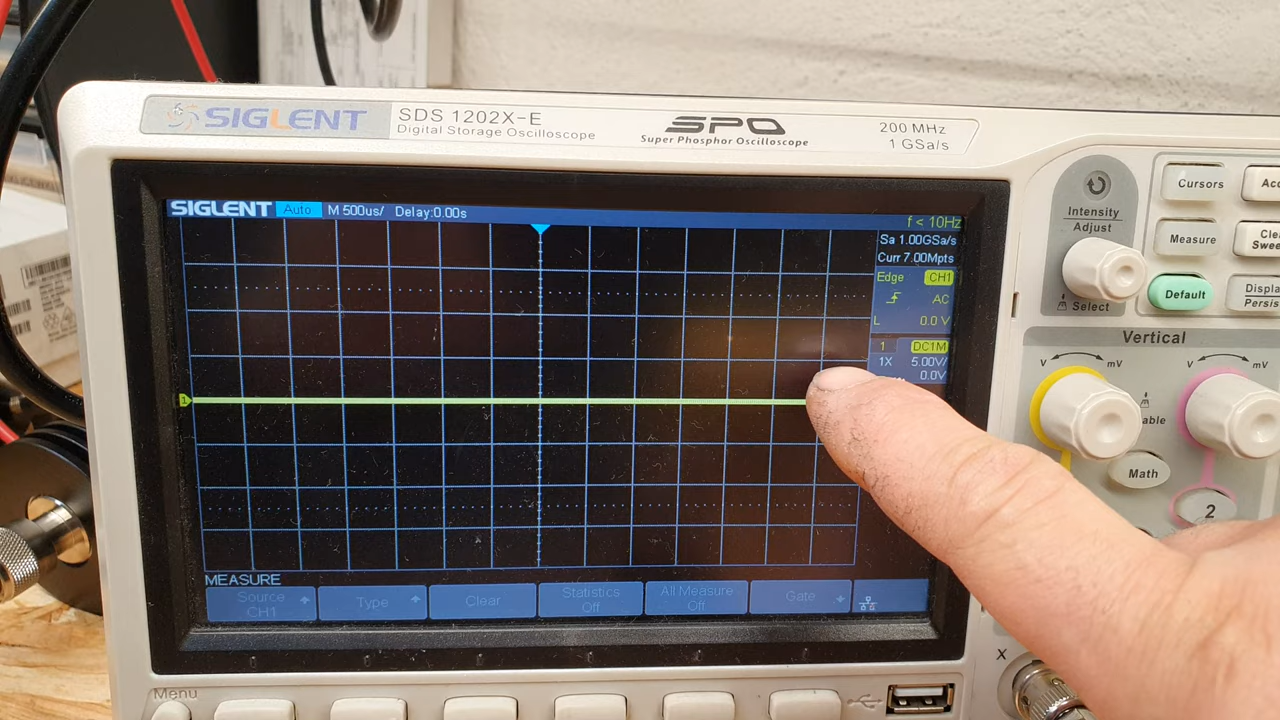 SIGLENT
SDS 1202X-E
Digital Storage Oscilloscope
SPO
Super Phosphor Oscilloscope
200 MHz
1 GSa/s
SIGLENT Auto M 500us/ Delay:0.00s
f < 10Hz
Sa 1.00GSa/s
Curr 7.00Mpts
Edge CH1
AC
L 0.0 V
1 DC1M
1X 5.00V/
0.0V
1
MEASURE
Source
CH1
Type
Clear
Statistics
Off
All Measure
Off
Gate
Menu
Intensity
Adjust
Select
Cursors
Measure
Default
Vertical
V mV
V mV
Math
2
X